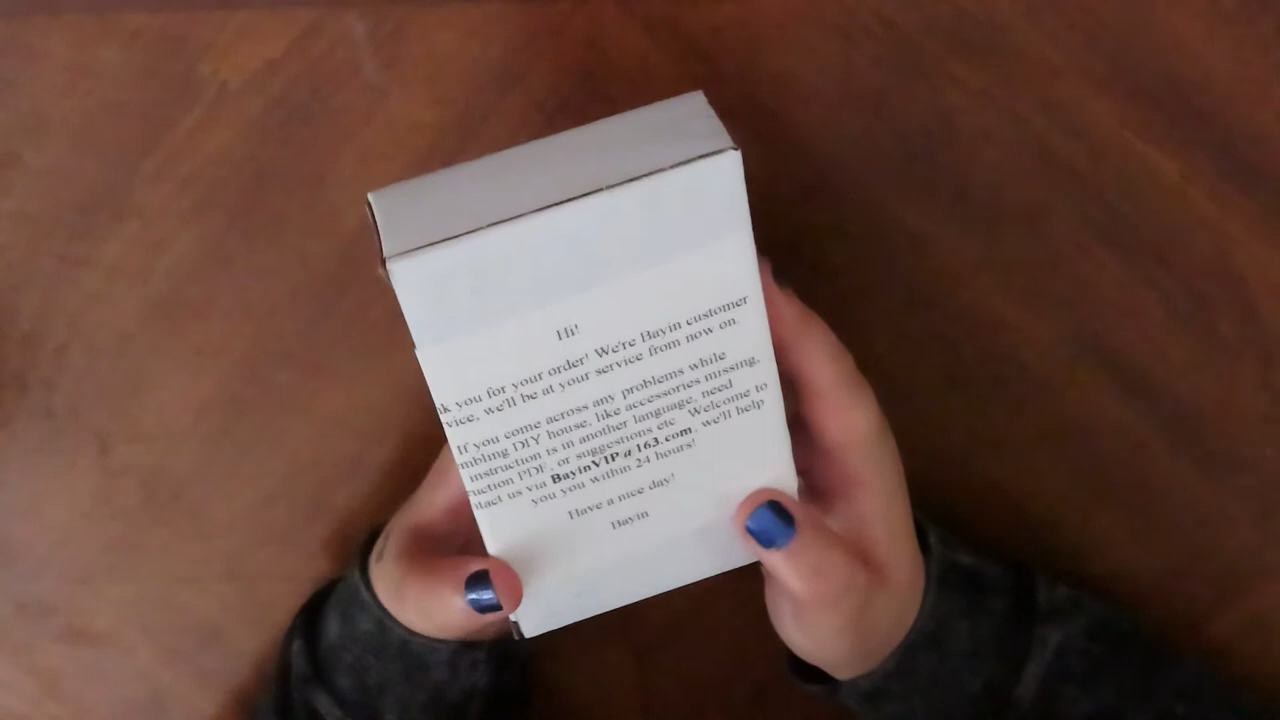 Hi!
nk you for your order! We're Bayin customer
vice, we'll be at your service from now on.
If you come across any problems while
mbling DIY house, like accessories missing,
instruction is in another language, need
ruction PDF, or suggestions etc Welcome to
ntact us via BayinVIP@163.com, we'll help
you you within 24 hours!
Have a nice day!
Bayin